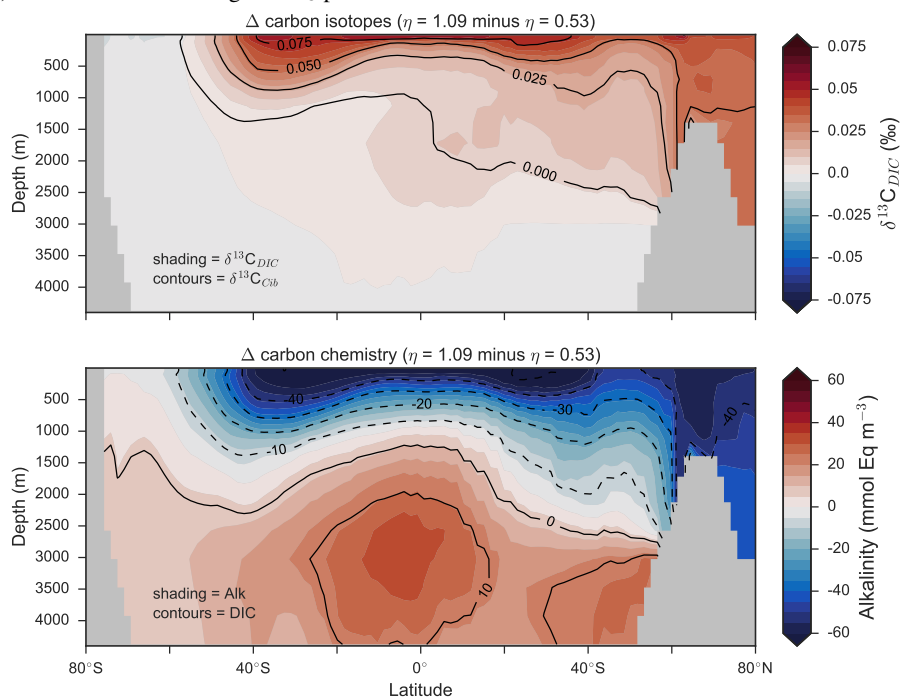 Δ carbon isotopes (η = 1.09 minus η = 0.53)
0.075
0.050
0.025
0.000
500
1000
1500
2000
2500
3000
3500
4000
Depth (m)
shading = δ¹³C_DIC
contours = δ¹³C_Cib
0.075
0.05
0.025
0.0
-0.025
-0.05
-0.075
δ¹³C_DIC (‰)
Δ carbon chemistry (η = 1.09 minus η = 0.53)
-40
-20
-30
-10
-40
0
10
500
1000
1500
2000
2500
3000
3500
4000
Depth (m)
shading = Alk
contours = DIC
80°S
40°S
0°
40°S
80°N
Latitude
60
40
20
0
-20
-40
-60
Alkalinity (mmol Eq m⁻³)